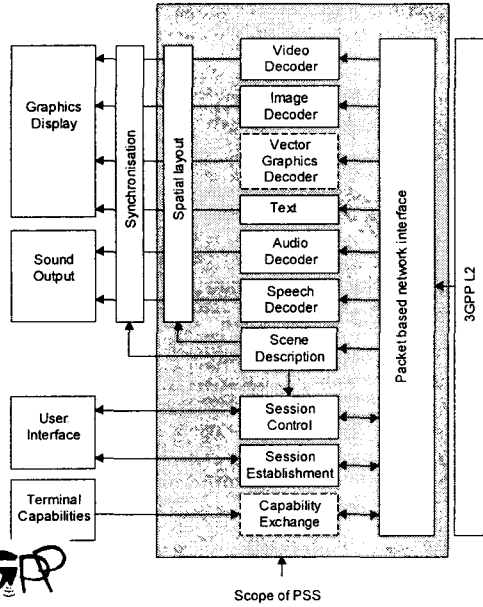 Graphics
Display
Sound
Output
User
Interface
Terminal
Capabilities
Synchronisation
Spatial layout
Video
Decoder
Image
Decoder
Vector
Graphics
Decoder
Text
Audio
Decoder
Speech
Decoder
Scene
Description
Session
Control
Session
Establishment
Capability
Exchange
Packet based network interface
3GPP L2
Scope of PSS